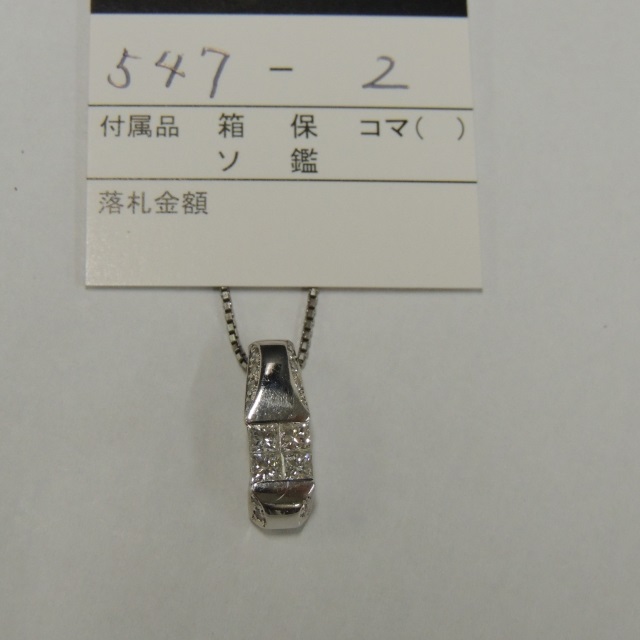 547 - 2
付属品 箱 保 コマ( )
ソ 鑑
落札金額